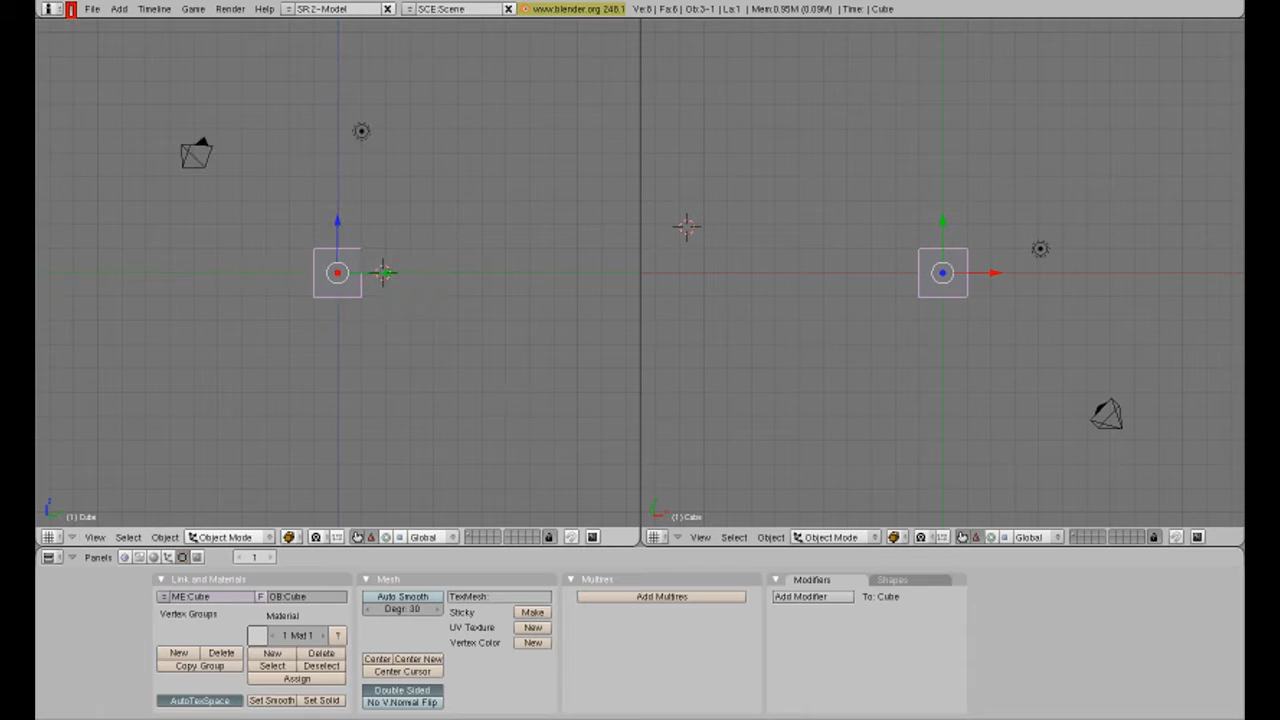 File Add Timeline Game Render Help SR:2-Model SCE:Scene www.blender.org 248.1 Ve:8 | Fa:6 | Ob:3-1 | La:1 | Mem:0.95M (0.09M) | Time: | Cube
(1) Cube
(1) Cube
View Select Object Object Mode Global
View Select Object Object Mode Global
Panels 1
Link and Materials
ME:Cube F OB:Cube
Vertex Groups
Material
1 Mat 1 ?
New Delete New Delete
Copy Group Select Deselect
Assign
AutoTexSpace Set Smooth Set Solid
Mesh
Auto Smooth TexMesh:
Degr: 30 Sticky Make
UV Texture New
Vertex Color New
Center Center New
Center Cursor
Double Sided
No V.Normal Flip
Multires
Add Multires
Modifiers Shapes
Add Modifier To: Cube